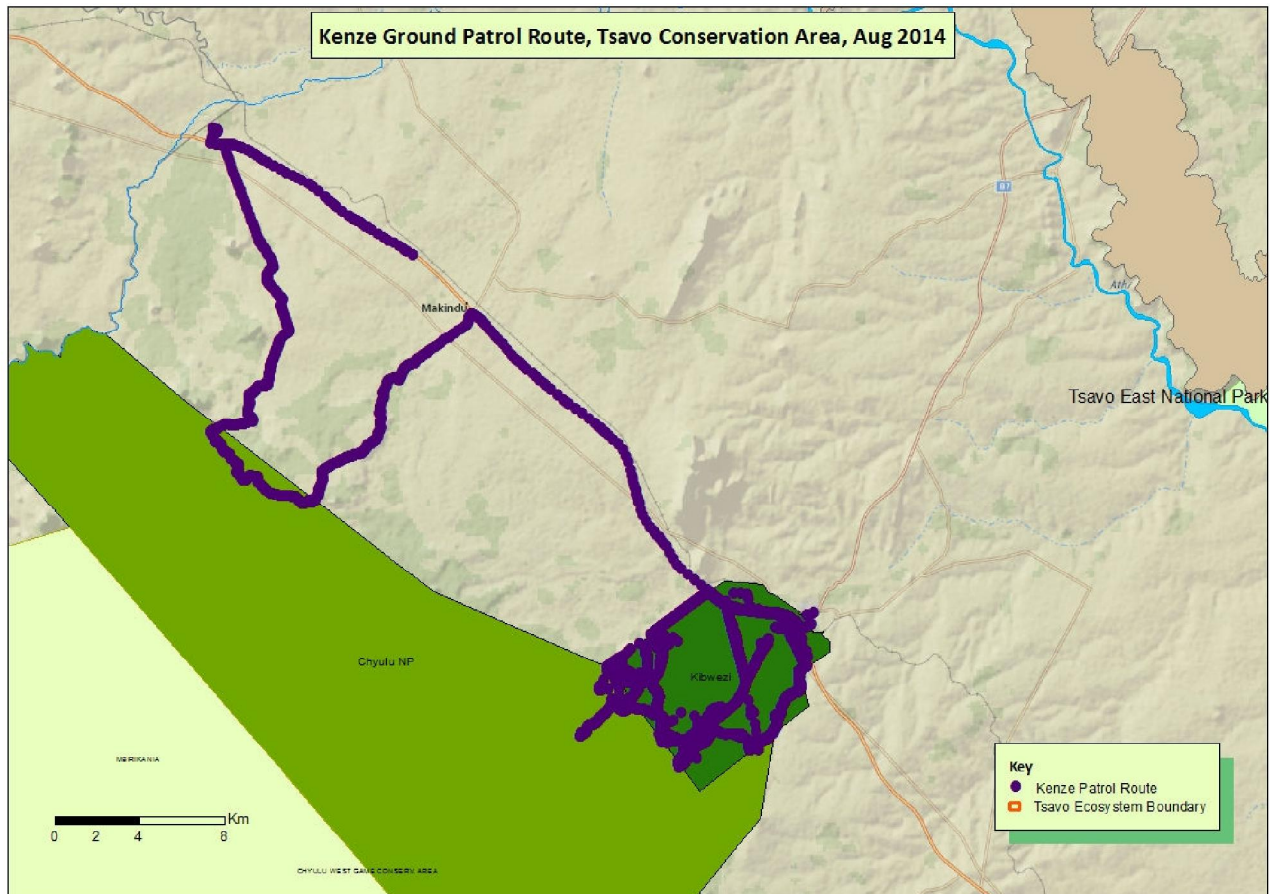 Kenze Ground Patrol Route, Tsavo Conservation Area, Aug 2014
B7
Makindu
Athi
Tsavo East National Park
Chyulu NP
Kibwezi
MBIRIKANIA
CHYULU WEST GAME CONSERV AREA
Km
0 2 4 8
Key
Kenze Patrol Route
Tsavo Ecosystem Boundary